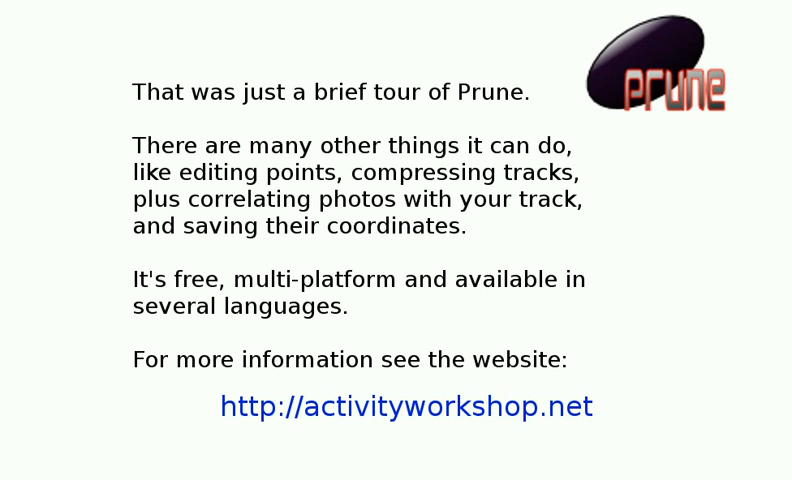 prune
That was just a brief tour of Prune.
There are many other things it can do,
like editing points, compressing tracks,
plus correlating photos with your track,
and saving their coordinates.
It's free, multi-platform and available in
several languages.
For more information see the website:
http://activityworkshop.net